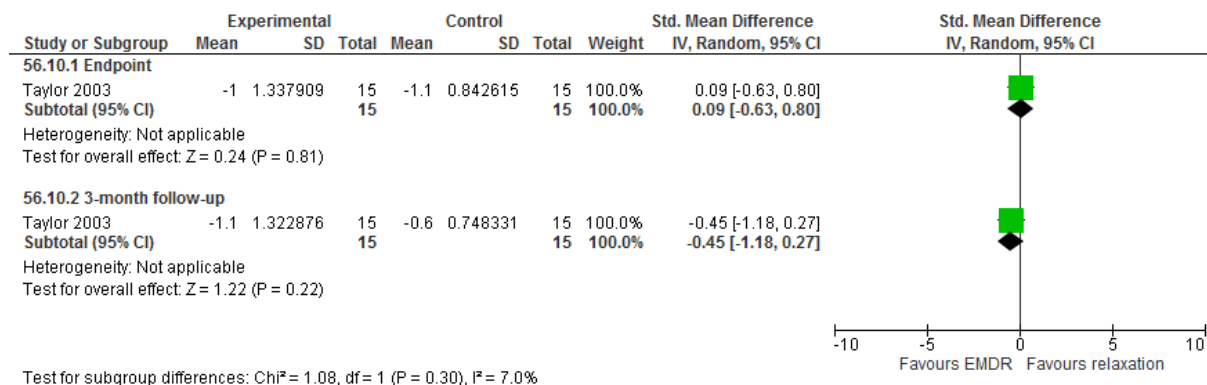 Experimental Control Std. Mean Difference Std. Mean Difference
Study or Subgroup Mean SD Total Mean SD Total Weight IV, Random, 95% CI IV, Random, 95% CI
56.10.1 Endpoint
Taylor 2003 -1 1.337909 15 -1.1 0.842615 15 100.0% 0.09 [-0.63, 0.80]
Subtotal (95% CI) 15 15 100.0% 0.09 [-0.63, 0.80]
Heterogeneity: Not applicable
Test for overall effect: Z = 0.24 (P = 0.81)
56.10.2 3-month follow-up
Taylor 2003 -1.1 1.322876 15 -0.6 0.748331 15 100.0% -0.45 [-1.18, 0.27]
Subtotal (95% CI) 15 15 100.0% -0.45 [-1.18, 0.27]
Heterogeneity: Not applicable
Test for overall effect: Z = 1.22 (P = 0.22)
-10 -5 0 5 10
Favours EMDR Favours relaxation
Test for subgroup differences: Chi² = 1.08, df = 1 (P = 0.30), I² = 7.0%